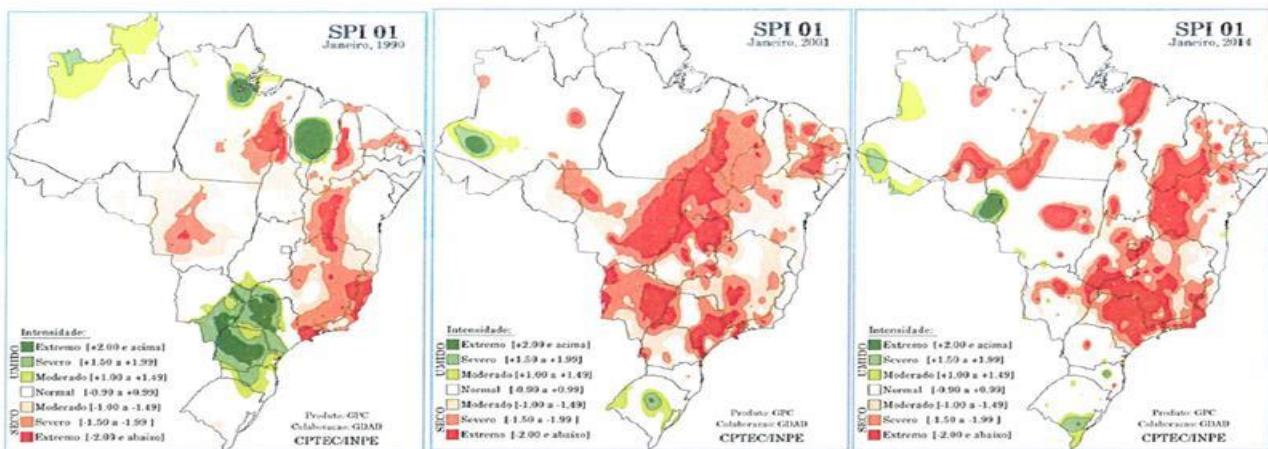 SPI 01
Janeiro, 1990
Intensidade:
UMIDO
Extremo [+2.00 e acima]
Severo [+1.50 a +1.99]
Moderado [+1.00 a +1.49]
Normal [-0.99 a +0.99]
SECO
Moderado [-1.00 a -1.49]
Severo [-1.50 a -1.99]
Extremo [-2.00 e abaixo]
Produto: GPC
Colaboracao: GDAD
CPTEC/INPE
SPI 01
Janeiro, 2001
Intensidade:
UMIDO
Extremo [+2.00 e acima]
Severo [+1.50 a +1.99]
Moderado [+1.00 a +1.49]
Normal [-0.99 a +0.99]
SECO
Moderado [-1.00 a -1.49]
Severo [-1.50 a -1.99]
Extremo [-2.00 e abaixo]
Produto: GPC
Colaboracao: GDAD
CPTEC/INPE
SPI 01
Janeiro, 2014
Intensidade:
UMIDO
Extremo [+2.00 e acima]
Severo [+1.50 a +1.99]
Moderado [+1.00 a +1.49]
Normal [-0.99 a +0.99]
SECO
Moderado [-1.00 a -1.49]
Severo [-1.50 a -1.99]
Extremo [-2.00 e abaixo]
Produto: GPC
Colaboracao: GDAD
CPTEC/INPE